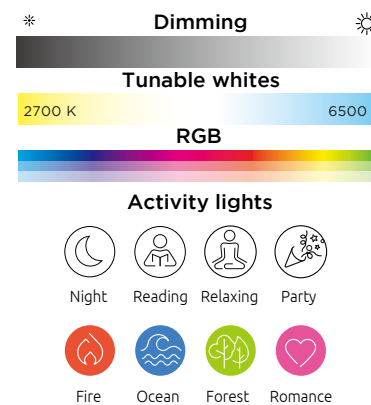 Dimming
Tunable whites
2700 K 6500
RGB
Activity lights
Night Reading Relaxing Party
Fire Ocean Forest Romance